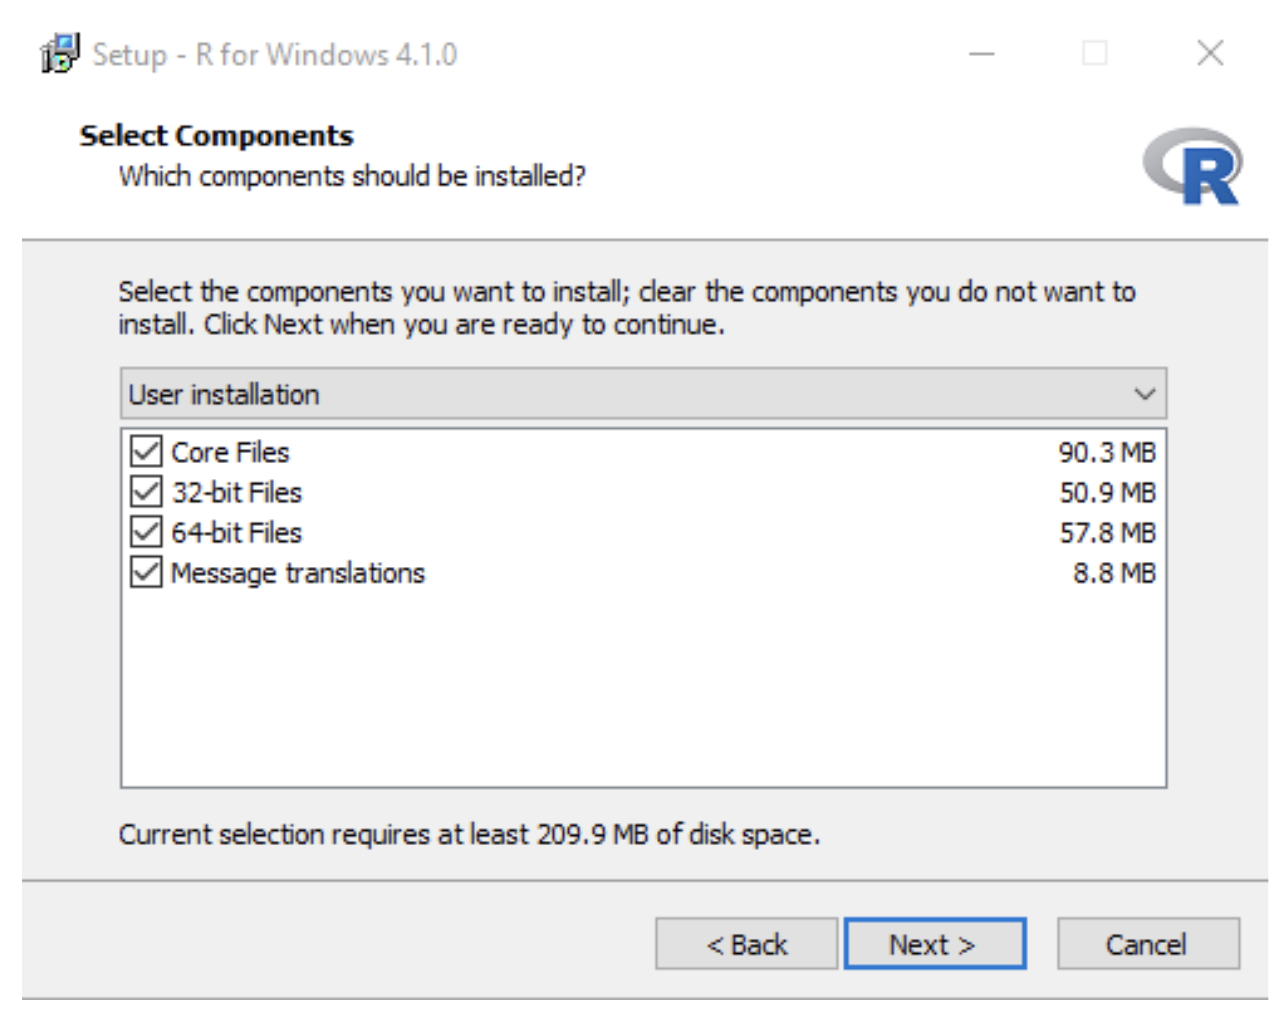 Setup - R for Windows 4.1.0
Select Components
Which components should be installed?
R
Select the components you want to install; clear the components you do not want to
install. Click Next when you are ready to continue.
User installation
Core Files 90.3 MB
32-bit Files 50.9 MB
64-bit Files 57.8 MB
Message translations 8.8 MB
Current selection requires at least 209.9 MB of disk space.
< Back Next > Cancel